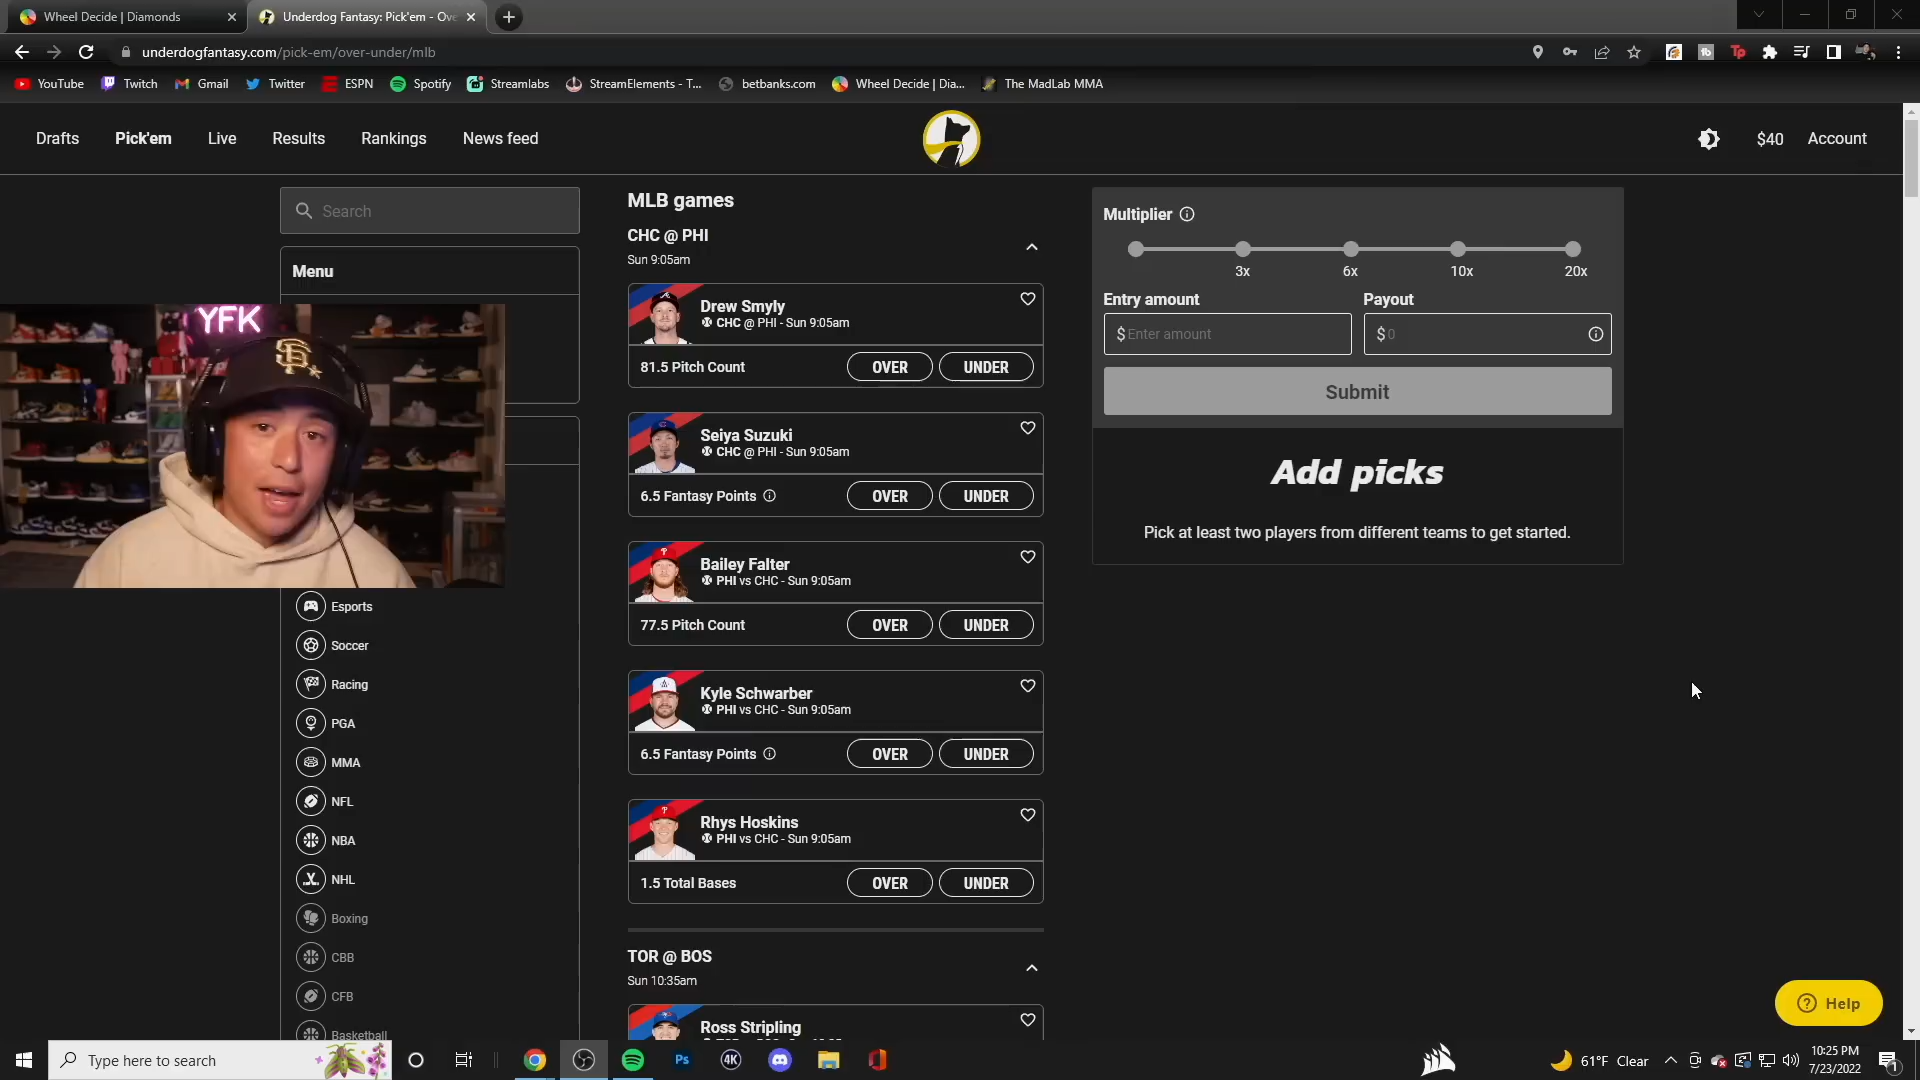 Wheel Decide | Diamonds
Underdog Fantasy: Pick'em - Ove
underdogfantasy.com/pick-em/over-under/mlb
YouTube
Twitch
Gmail
Twitter
ESPN
Spotify
Streamlabs
StreamElements - T...
betbanks.com
Wheel Decide | Dia...
The MadLab MMA
Drafts
Pick'em
Live
Results
Rankings
News feed
$40
Account
Search
Menu
YFK
SF
Esports
Soccer
Racing
PGA
MMA
NFL
NBA
NHL
Boxing
CBB
CFB
Basketball
MLB games
CHC @ PHI
Sun 9:05am
Drew Smyly
CHC @ PHI - Sun 9:05am
81.5 Pitch Count
OVER
UNDER
Seiya Suzuki
CHC @ PHI - Sun 9:05am
6.5 Fantasy Points
OVER
UNDER
Bailey Falter
PHI vs CHC - Sun 9:05am
77.5 Pitch Count
OVER
UNDER
Kyle Schwarber
PHI vs CHC - Sun 9:05am
6.5 Fantasy Points
OVER
UNDER
Rhys Hoskins
PHI vs CHC - Sun 9:05am
1.5 Total Bases
OVER
UNDER
TOR @ BOS
Sun 10:35am
Ross Stripling
Multiplier
3x
6x
10x
20x
Entry amount
Payout
$ Enter amount
$ 0
Submit
Add picks
Pick at least two players from different teams to get started.
Help
Type here to search
Ps
4K
61°F Clear
10:25 PM
7/23/2022
1